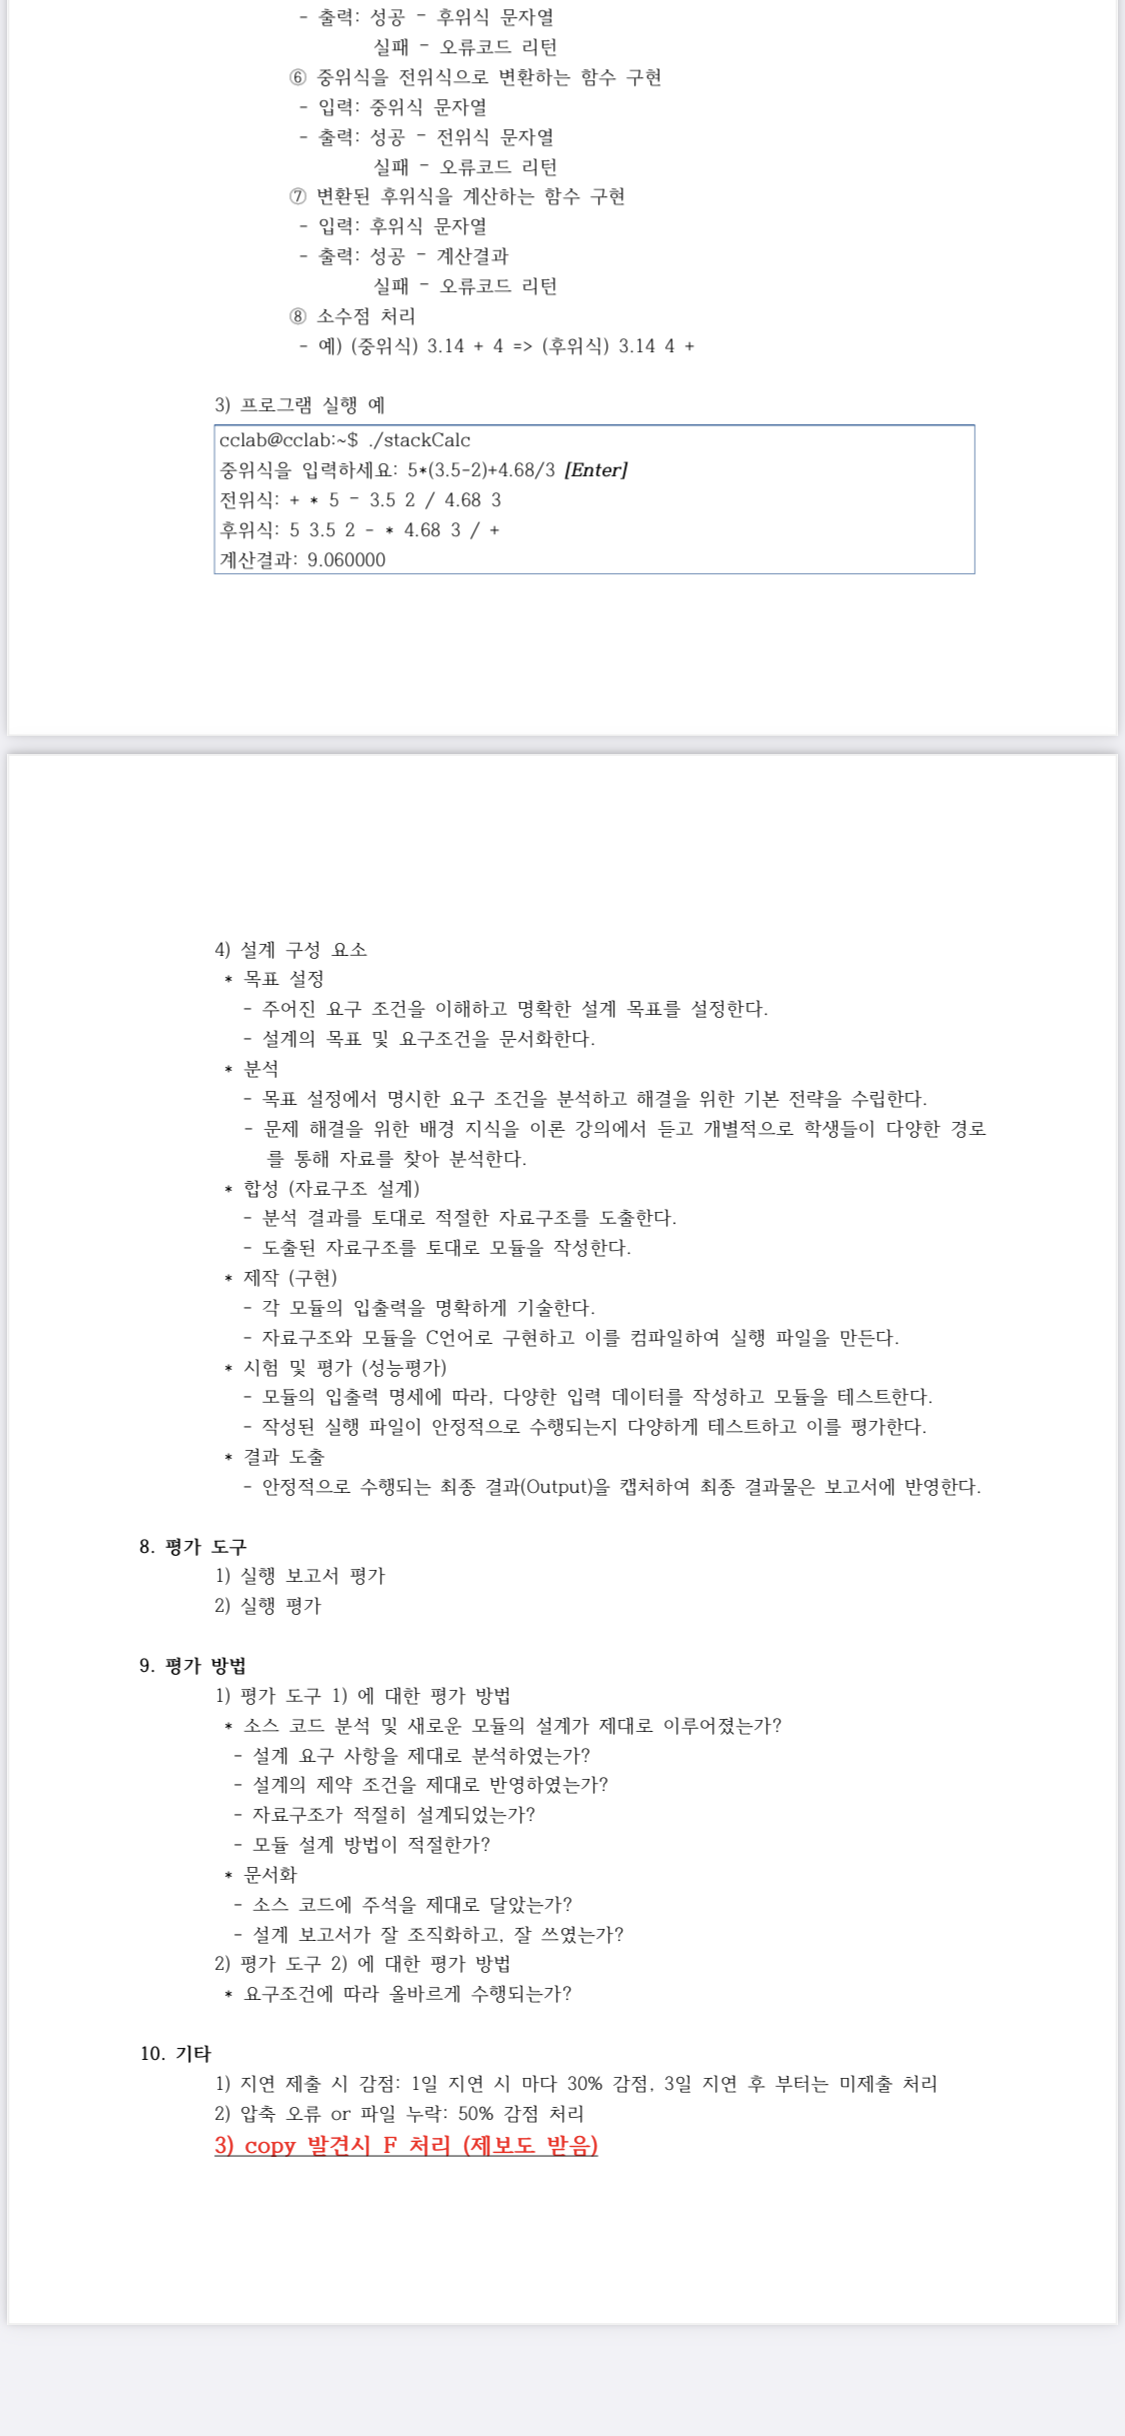 - 출력: 성공 - 후위식 문자열
실패 - 오류코드 리턴
⑥ 중위식을 전위식으로 변환하는 함수 구현
- 입력: 중위식 문자열
- 출력: 성공 - 전위식 문자열
실패 - 오류코드 리턴
⑦ 변환된 후위식을 계산하는 함수 구현
- 입력: 후위식 문자열
- 출력: 성공 - 계산결과
실패 - 오류코드 리턴
⑧ 소수점 처리
- 예) (중위식) 3.14 + 4 => (후위식) 3.14 4 +
3) 프로그램 실행 예
cclab@cclab:~$ ./stackCalc
중위식을 입력하세요: 5*(3.5-2)+4.68/3 [Enter]
전위식: + * 5 - 3.5 2 / 4.68 3
후위식: 5 3.5 2 - * 4.68 3 / +
계산결과: 9.060000
4) 설계 구성 요소
* 목표 설정
- 주어진 요구 조건을 이해하고 명확한 설계 목표를 설정한다.
- 설계의 목표 및 요구조건을 문서화한다.
* 분석
- 목표 설정에서 명시한 요구 조건을 분석하고 해결을 위한 기본 전략을 수립한다.
- 문제 해결을 위한 배경 지식을 이론 강의에서 듣고 개별적으로 학생들이 다양한 경로
를 통해 자료를 찾아 분석한다.
* 합성 (자료구조 설계)
- 분석 결과를 토대로 적절한 자료구조를 도출한다.
- 도출된 자료구조를 토대로 모듈을 작성한다.
* 제작 (구현)
- 각 모듈의 입출력을 명확하게 기술한다.
- 자료구조와 모듈을 C언어로 구현하고 이를 컴파일하여 실행 파일을 만든다.
* 시험 및 평가 (성능평가)
- 모듈의 입출력 명세에 따라, 다양한 입력 데이터를 작성하고 모듈을 테스트한다.
- 작성된 실행 파일이 안정적으로 수행되는지 다양하게 테스트하고 이를 평가한다.
* 결과 도출
- 안정적으로 수행되는 최종 결과(Output)을 캡처하여 최종 결과물은 보고서에 반영한다.
8. 평가 도구
1) 실행 보고서 평가
2) 실행 평가
9. 평가 방법
1) 평가 도구 1) 에 대한 평가 방법
* 소스 코드 분석 및 새로운 모듈의 설계가 제대로 이루어졌는가?
- 설계 요구 사항을 제대로 분석하였는가?
- 설계의 제약 조건을 제대로 반영하였는가?
- 자료구조가 적절히 설계되었는가?
- 모듈 설계 방법이 적절한가?
* 문서화
- 소스 코드에 주석을 제대로 달았는가?
- 설계 보고서가 잘 조직화하고, 잘 쓰였는가?
2) 평가 도구 2) 에 대한 평가 방법
* 요구조건에 따라 올바르게 수행되는가?
10. 기타
1) 지연 제출 시 감점: 1일 지연 시 마다 30% 감점, 3일 지연 후 부터는 미제출 처리
2) 압축 오류 or 파일 누락: 50% 감점 처리
3) copy 발견시 F 처리 (제보도 받음)